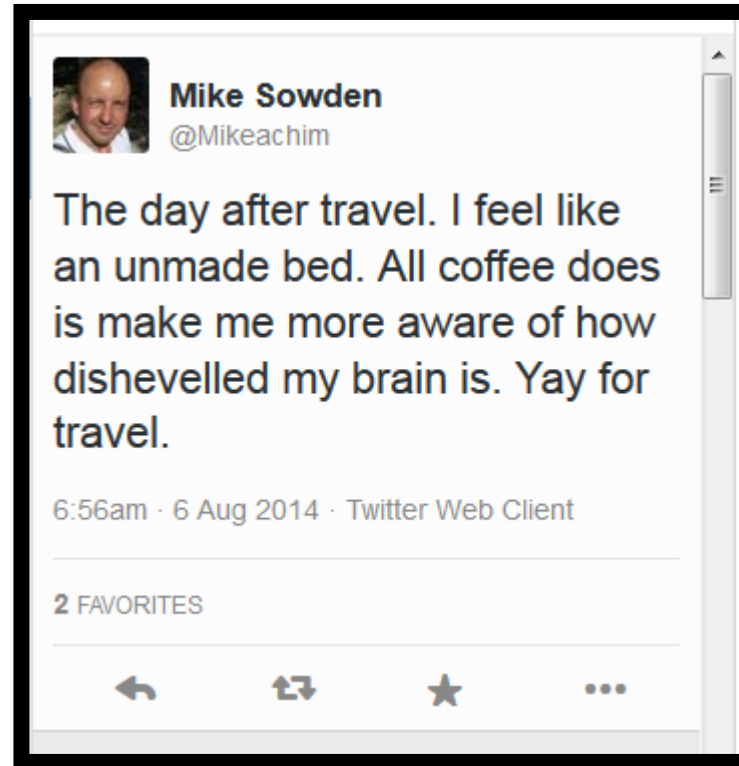 Mike Sowden
@Mikeachim
The day after travel. I feel like
an unmade bed. All coffee does
is make me more aware of how
dishevelled my brain is. Yay for
travel.
6:56am · 6 Aug 2014 · Twitter Web Client
2 FAVORITES